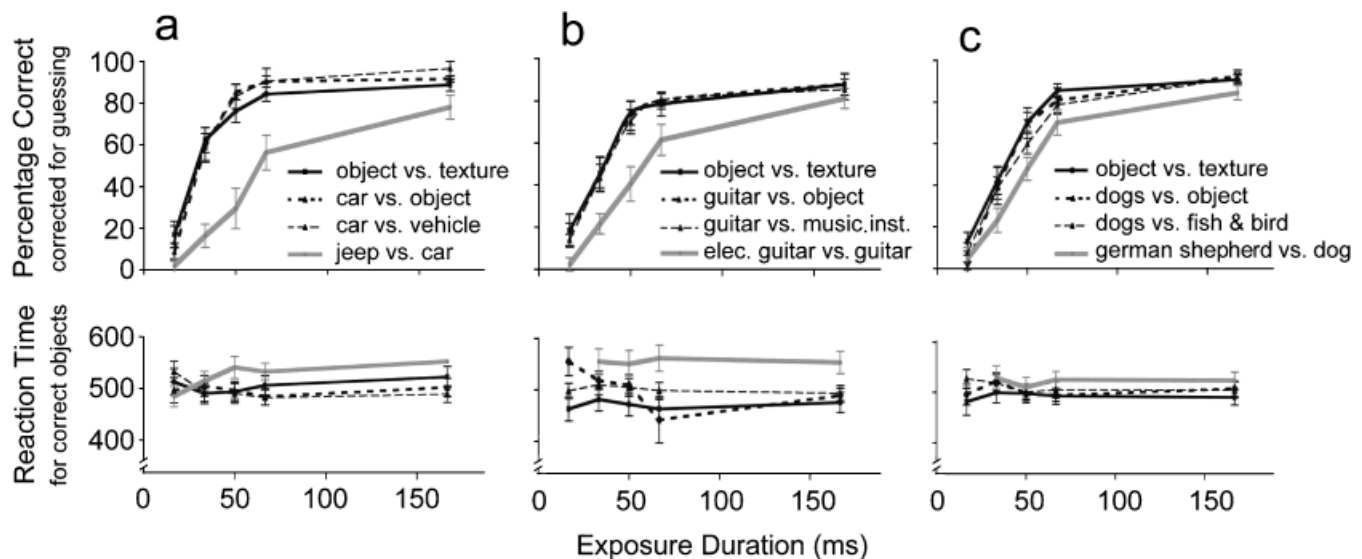 a
b
c
Percentage Correct
corrected for guessing
100
80
60
40
20
0
object vs. texture
car vs. object
car vs. vehicle
jeep vs. car
object vs. texture
guitar vs. object
guitar vs. music.inst.
elec. guitar vs. guitar
object vs. texture
dogs vs. object
dogs vs. fish & bird
german shepherd vs. dog
Reaction Time
for correct objects
600
500
400
0 50 100 150
0 50 100 150
0 50 100 150
Exposure Duration (ms)